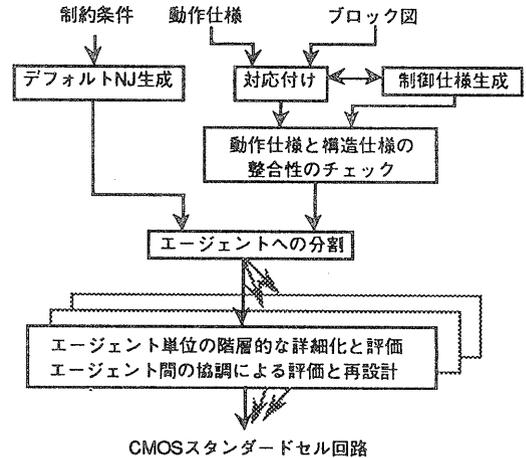 制約条件
動作仕様
ブロック図
デフォルトNJ生成
対応付け
制御仕様生成
動作仕様と構造仕様の
整合性のチェック
エージェントへの分割
エージェント単位の階層的な詳細化と評価
エージェント間の協調による評価と再設計
CMOSスタンダードセル回路